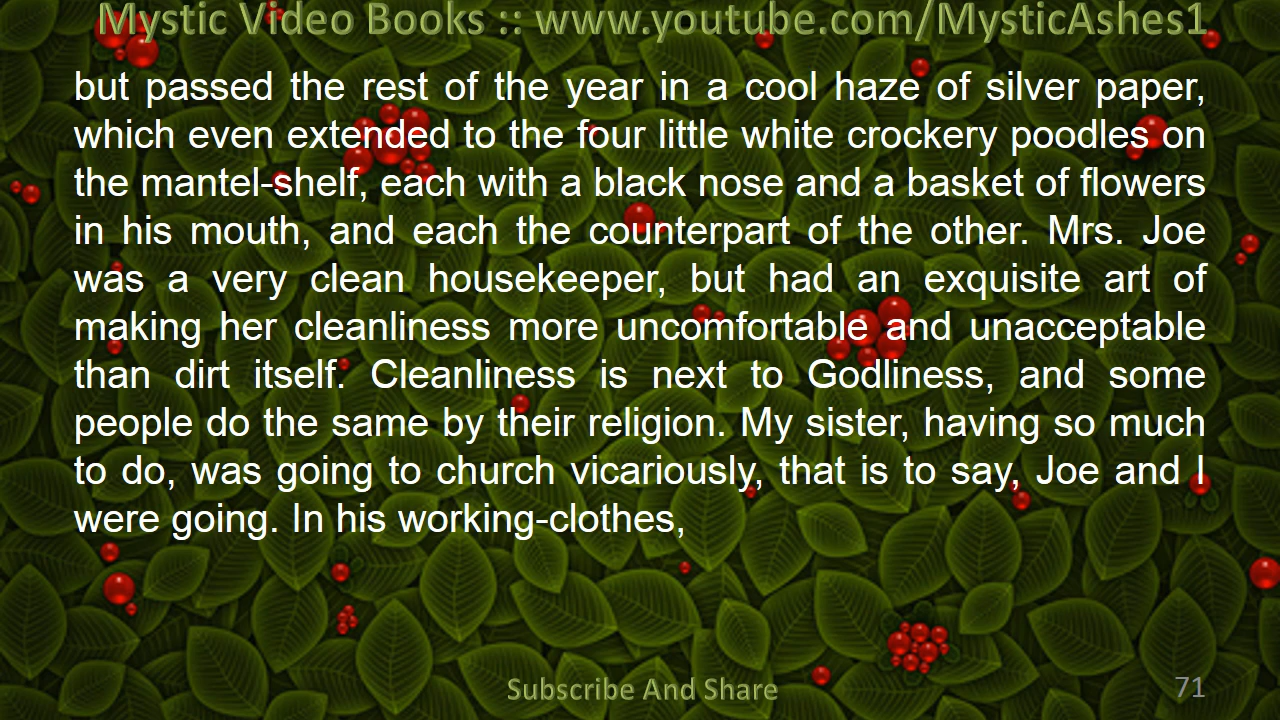 Mystic Video Books :: www.youtube.com/MysticAshes1
but passed the rest of the year in a cool haze of silver paper,
which even extended to the four little white crockery poodles on
the mantel-shelf, each with a black nose and a basket of flowers
in his mouth, and each the counterpart of the other. Mrs. Joe
was a very clean housekeeper, but had an exquisite art of
making her cleanliness more uncomfortable and unacceptable
than dirt itself. Cleanliness is next to Godliness, and some
people do the same by their religion. My sister, having so much
to do, was going to church vicariously, that is to say, Joe and I
were going. In his working-clothes,
Subscribe And Share
71